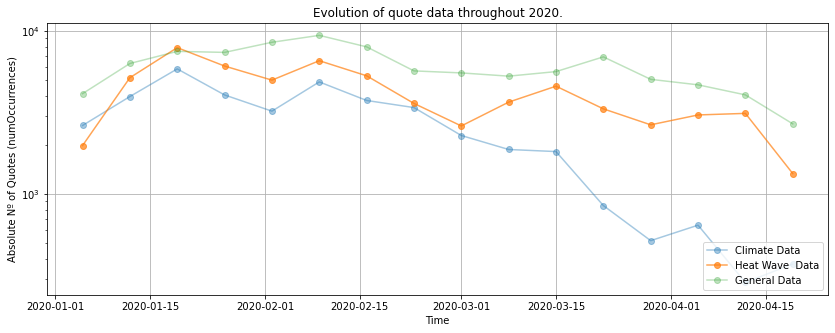 Evolution of quote data throughout 2020.
10⁴
10³
Absolute Nº of Quotes (numOccurrences)
2020-01-01 2020-01-15 2020-02-01 2020-02-15 2020-03-01 2020-03-15 2020-04-01 2020-04-15
Time
Climate Data
Heat Wave  Data
General Data